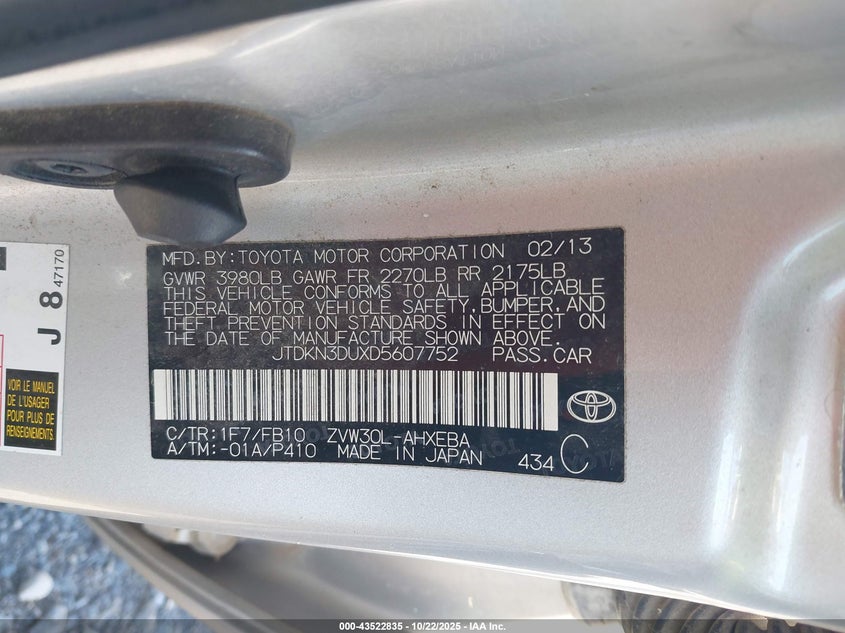 J 8 47170
VOIR LE MANUEL
DE L'USAGER
POUR PLUS DE
RENSEIGNEMENTS.
MFD.BY:TOYOTA MOTOR CORPORATION 02/13
GVWR 3980LB GAWR FR 2270LB RR 2175LB
THIS VEHICLE CONFORMS TO ALL APPLICABLE
FEDERAL MOTOR VEHICLE SAFETY,BUMPER,AND
THEFT PREVENTION STANDARDS IN EFFECT ON
THE DATE OF MANUFACTURE SHOWN ABOVE.
JTDKN3DUXD5607752 PASS.CAR
C/TR:1F7/FB10 ZVW30L-AHXEBA
A/TM:-01A/P410 MADE IN JAPAN 434 C
000-43522835 - 10/22/2025 - IAA Inc.